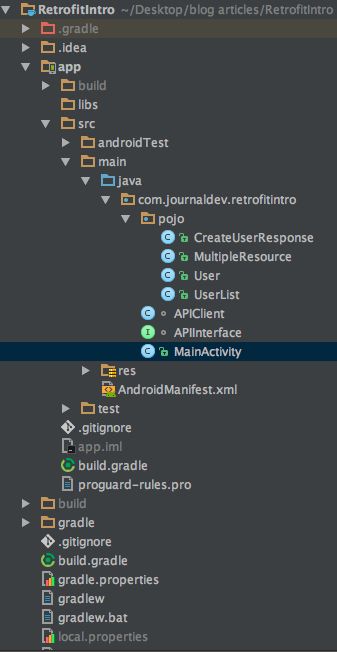 RetrofitIntro ~/Desktop/blog articles/RetrofitIntro
.gradle
.idea
app
build
libs
src
androidTest
main
java
com.journaldev.retrofitintro
pojo
CreateUserResponse
MultipleResource
User
UserList
APIClient
APIInterface
MainActivity
res
AndroidManifest.xml
test
.gitignore
app.iml
build.gradle
proguard-rules.pro
build
gradle
.gitignore
build.gradle
gradle.properties
gradlew
gradlew.bat
local.properties